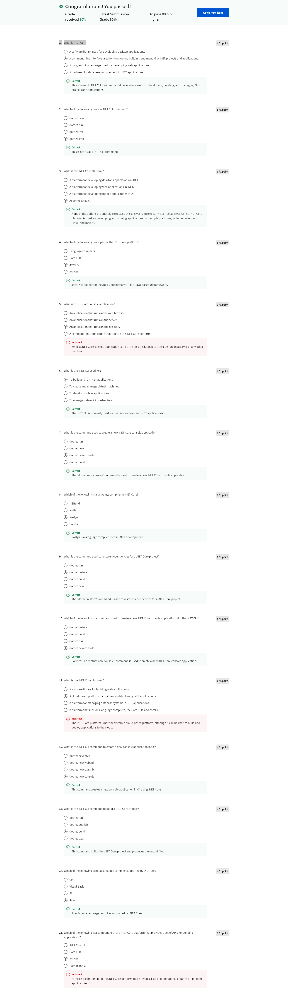 Congratulations! You passed!
Grade
received 80%
Latest Submission
Grade 80%
To pass 80% or
higher
Go to next item
1. What is .NET CLI?
1 / 1 point
A software library used for developing desktop applications.
A command-line interface used for developing, building, and managing .NET projects and applications.
A programming language used for developing web applications.
A tool used for database management in .NET applications.
Correct
This is correct. .NET CLI is a command-line interface used for developing, building, and managing .NET
projects and applications.
2. Which of the following is not a .NET CLI command?
1 / 1 point
dotnet new
dotnet run
dotnet test
dotnet stop
Correct
This is not a valid .NET CLI command.
3. What is the .NET Core platform?
1 / 1 point
A platform for developing desktop applications in .NET.
A platform for developing web applications in .NET.
A platform for developing mobile applications in .NET.
All of the above.
Correct
None of the options are entirely correct, so this answer is incorrect. The correct answer is: The .NET Core
platform is used for developing and running applications on multiple platforms, including Windows,
Linux, and macOS.
4. Which of the following is not part of the .NET Core platform?
1 / 1 point
Language compilers.
Core CLR.
JavaFX.
coreFx.
Correct
JavaFX is not part of the .NET Core platform. It is a Java-based UI framework.
5. What is a .NET Core console application?
0 / 1 point
An application that runs in the web browser.
An application that runs on the server.
An application that runs on the desktop.
A command-line application that runs on the .NET Core platform.
Incorrect
While a .NET Core console application can be run on a desktop, it can also be run on a server or any other
machine.
6. What is the .NET CLI used for?
1 / 1 point
To build and run .NET applications.
To create and manage virtual machines.
To develop mobile applications.
To manage network infrastructure.
Correct
The .NET CLI is primarily used for building and running .NET applications.
7. What is the command used to create a new .NET Core console application?
1 / 1 point
dotnet run
dotnet new
dotnet new console
dotnet build
Correct
The "dotnet new console" command is used to create a new .NET Core console application.
8. Which of the following is a language compiler in .NET Core?
1 / 1 point
MSBuild
NuGet
Roslyn
CoreFx
Correct
Roslyn is a language compiler used in .NET development.
9. What is the command used to restore dependencies for a .NET Core project?
1 / 1 point
dotnet run
dotnet restore
dotnet build
dotnet new
Correct
The "dotnet restore" command is used to restore dependencies for a .NET Core project.
10. Which of the following is a command used to create a new .NET Core console application with the .NET CLI?
1 / 1 point
dotnet restore
dotnet build
dotnet run
dotnet new console
Correct
Correct! The "dotnet new console" command is used to create a new .NET Core console application.
11. What is the .NET Core platform?
0 / 1 point
A software library for building web applications.
A cloud-based platform for building and deploying .NET applications.
A platform for managing database systems in .NET applications.
A platform that includes language compilers, the Core CLR, and coreFx.
Incorrect
The .NET Core platform is not specifically a cloud-based platform, although it can be used to build and
deploy applications to the cloud.
12. What is the .NET CLI command to create a new console application in C#?
1 / 1 point
dotnet new mvc
dotnet new webapi
dotnet new classlib
dotnet new console
Correct
This command creates a new console application in C# using .NET Core.
13. What is the .NET CLI command to build a .NET Core project?
1 / 1 point
dotnet run
dotnet publish
dotnet build
dotnet clean
Correct
This command builds the .NET Core project and produces the output files.
14. Which of the following is not a language compiler supported by .NET Core?
1 / 1 point
C#
Visual Basic
F#
Java
Correct
Java is not a language compiler supported by .NET Core.
15. Which of the following is a component of the .NET Core platform that provides a set of APIs for building
applications?
0 / 1 point
.NET Core CLI
Core CLR
coreFx
Both B and C
Incorrect
coreFx is a component of the .NET Core platform that provides a set of foundational libraries for building
applications.